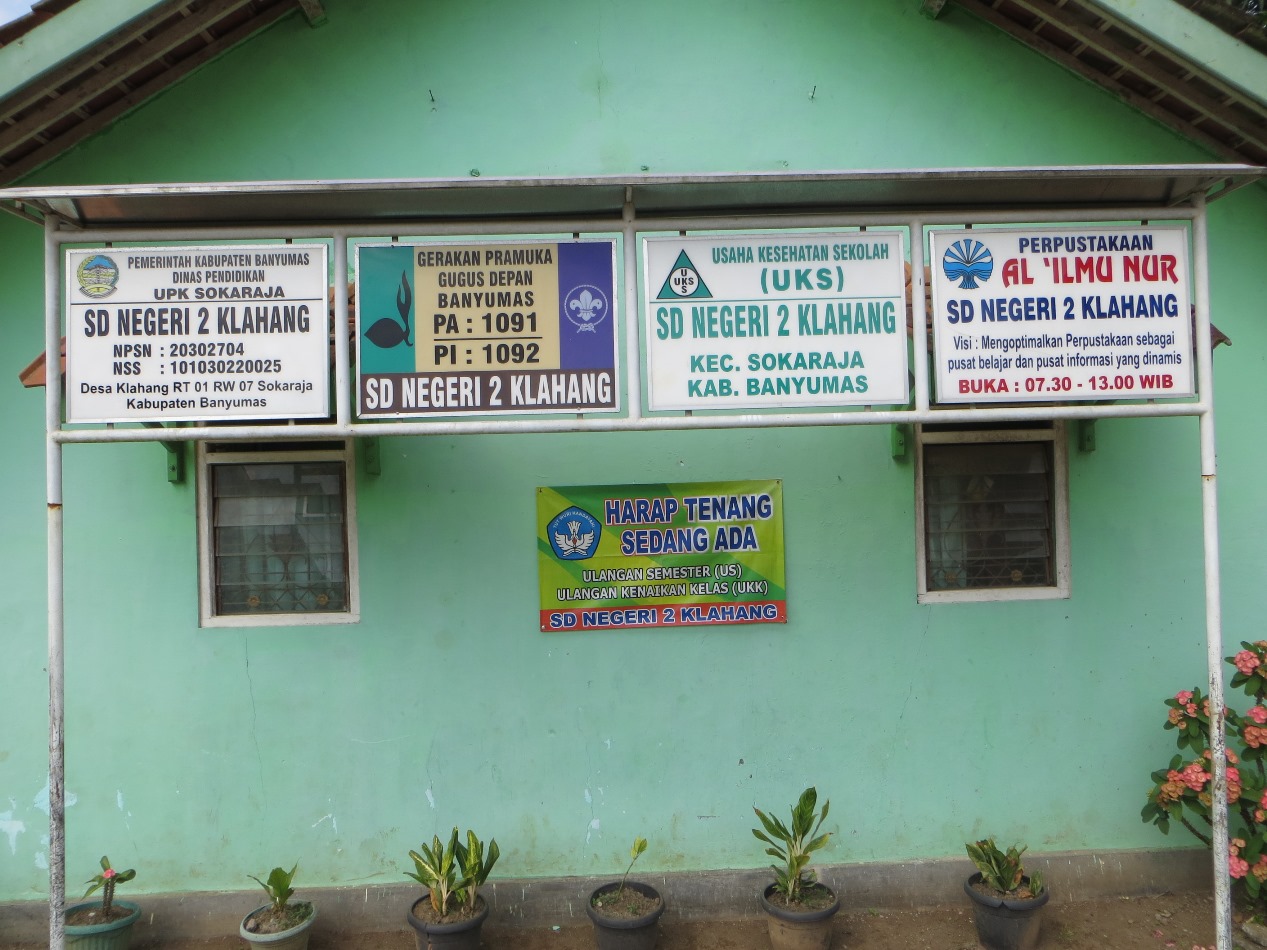 PEMERINTAH KABUPATEN BANYUMAS
DINAS PENDIDIKAN
UPK SOKARAJA
SD NEGERI 2 KLAHANG
NPSN : 20302704
NSS : 101030220025
Desa Klahang RT 01 RW 07 Sokaraja
Kabupaten Banyumas
GERAKAN PRAMUKA
GUGUS DEPAN
BANYUMAS
PA : 1091
PI : 1092
SD NEGERI 2 KLAHANG
USAHA KESEHATAN SEKOLAH
(UKS)
UKS
SD NEGERI 2 KLAHANG
KEC. SOKARAJA
KAB. BANYUMAS
PERPUSTAKAAN
AL 'ILMU NUR
SD NEGERI 2 KLAHANG
Visi : Mengoptimalkan Perpustakaan sebagai
pusat belajar dan pusat informasi yang dinamis
BUKA : 07.30 - 13.00 WIB
HARAP TENANG
SEDANG ADA
TUT WURI HANDAYANI
ULANGAN SEMESTER (US)
ULANGAN KENAIKAN KELAS (UKK)
SD NEGERI 2 KLAHANG